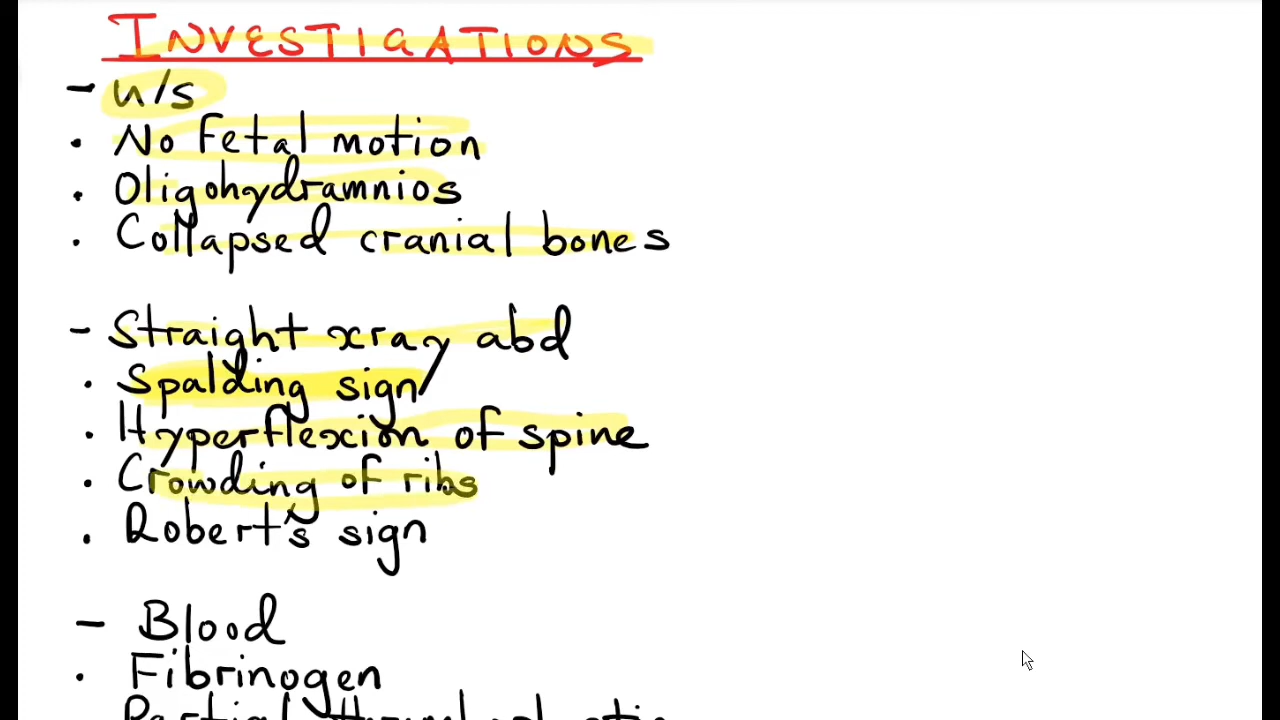 INVESTIGATIONS
- u/s
· No fetal motion
· Oligohydramnios
· Collapsed cranial bones
- Straight xray abd
· Spalding sign
· Hyperflexion of spine
· Crowding of ribs
· Robert's sign
- Blood
· Fibrinogen
Partial